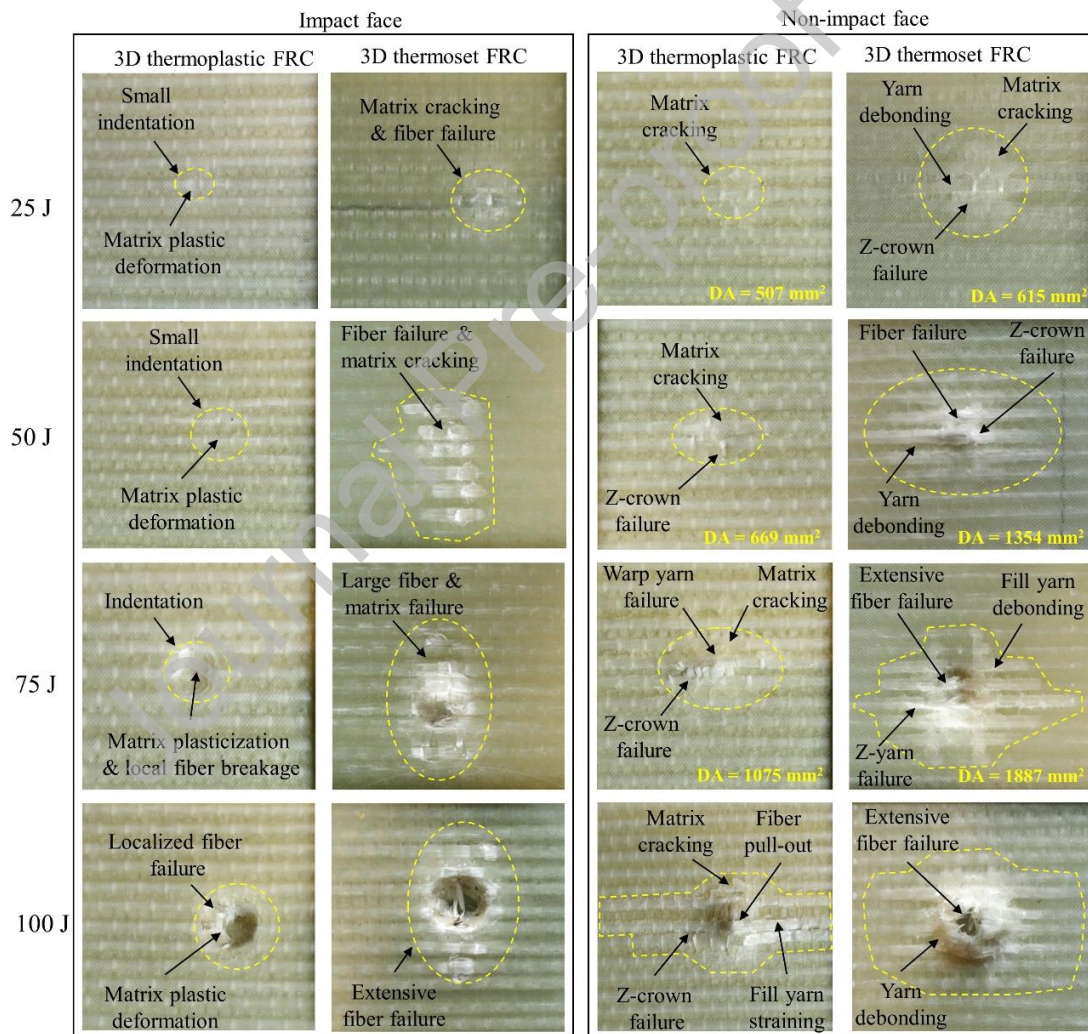 Impact face
Non-impact face
3D thermoplastic FRC
3D thermoset FRC
3D thermoplastic FRC
3D thermoset FRC
25 J
Small
indentation
Matrix plastic
deformation
Matrix cracking
& fiber failure
Matrix
cracking
DA = 507 mm²
Yarn
debonding
Matrix
cracking
Z-crown
failure
DA = 615 mm²
50 J
Small
indentation
Matrix plastic
deformation
Fiber failure &
matrix cracking
Matrix
cracking
Z-crown
failure
DA = 669 mm²
Fiber failure
Z-crown
failure
Yarn
debonding
DA = 1354 mm²
75 J
Indentation
Matrix plasticization
& local fiber breakage
Large fiber &
matrix failure
Warp yarn
failure
Matrix
cracking
Z-crown
failure
DA = 1075 mm²
Extensive
fiber failure
Fill yarn
debonding
Z-yarn
failure
DA = 1887 mm²
100 J
Localized fiber
failure
Matrix plastic
deformation
Extensive
fiber failure
Matrix
cracking
Fiber
pull-out
Z-crown
failure
Fill yarn
straining
Extensive
fiber failure
Yarn
debonding
Journal Pre-proof